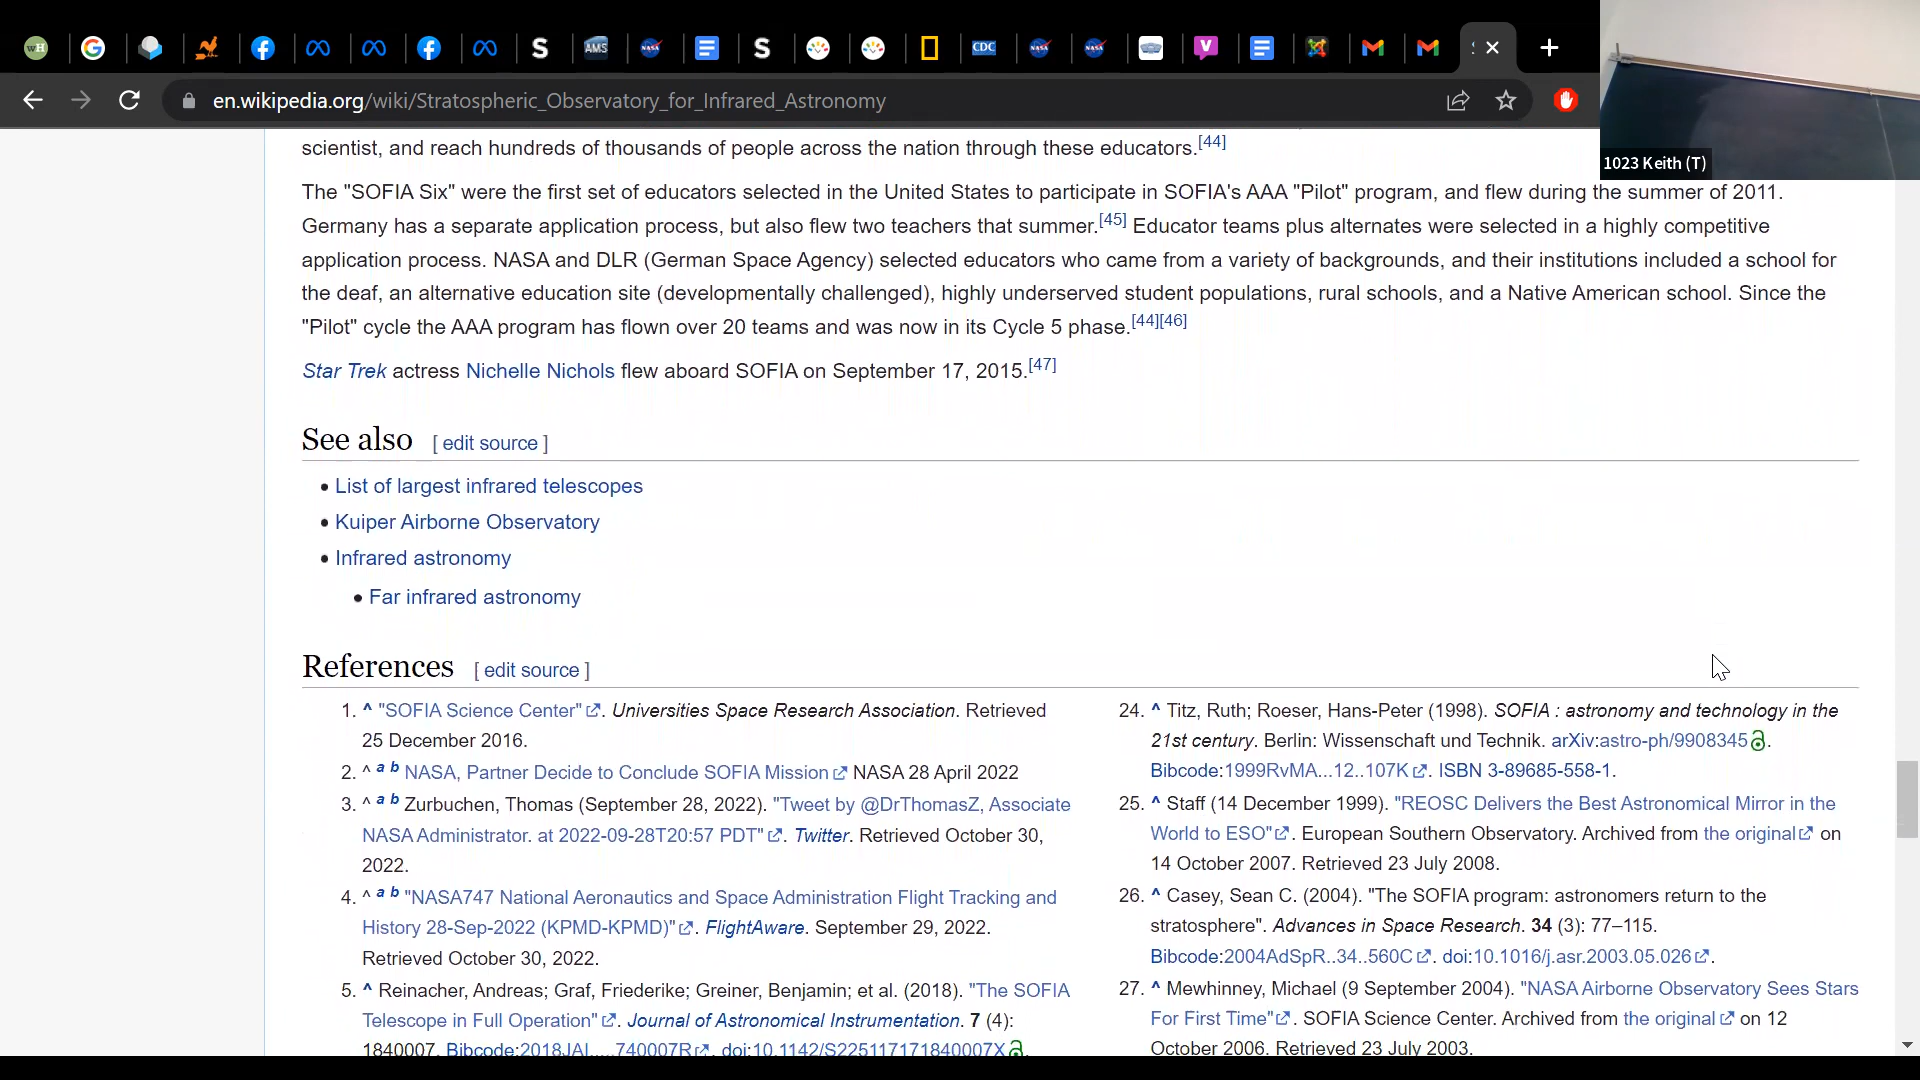 WH
G
S
AMS
NASA
S
CDC
NASA
NASA
V
en.wikipedia.org/wiki/Stratospheric_Observatory_for_Infrared_Astronomy
1023 Keith (T)
scientist, and reach hundreds of thousands of people across the nation through these educators.[44]
The "SOFIA Six" were the first set of educators selected in the United States to participate in SOFIA's AAA "Pilot" program, and flew during the summer of 2011.
Germany has a separate application process, but also flew two teachers that summer.[45] Educator teams plus alternates were selected in a highly competitive
application process. NASA and DLR (German Space Agency) selected educators who came from a variety of backgrounds, and their institutions included a school for
the deaf, an alternative education site (developmentally challenged), highly underserved student populations, rural schools, and a Native American school. Since the
"Pilot" cycle the AAA program has flown over 20 teams and was now in its Cycle 5 phase.[44][46]
Star Trek actress Nichelle Nichols flew aboard SOFIA on September 17, 2015.[47]
See also [ edit source ]
• List of largest infrared telescopes
• Kuiper Airborne Observatory
• Infrared astronomy
• Far infrared astronomy
References [ edit source ]
1. ^ "SOFIA Science Center". Universities Space Research Association. Retrieved
25 December 2016.
2. ^ a b NASA, Partner Decide to Conclude SOFIA Mission NASA 28 April 2022
3. ^ a b Zurbuchen, Thomas (September 28, 2022). "Tweet by @DrThomasZ, Associate
NASA Administrator. at 2022-09-28T20:57 PDT". Twitter. Retrieved October 30,
2022.
4. ^ a b "NASA747 National Aeronautics and Space Administration Flight Tracking and
History 28-Sep-2022 (KPMD-KPMD)". FlightAware. September 29, 2022.
Retrieved October 30, 2022.
5. ^ Reinacher, Andreas; Graf, Friederike; Greiner, Benjamin; et al. (2018). "The SOFIA
Telescope in Full Operation". Journal of Astronomical Instrumentation. 7 (4):
1840007. Bibcode:2018JAI.....740007R. doi:10.1142/S225117171840007X.
24. ^ Titz, Ruth; Roeser, Hans-Peter (1998). SOFIA : astronomy and technology in the
21st century. Berlin: Wissenschaft und Technik. arXiv:astro-ph/9908345.
Bibcode:1999RvMA...12..107K. ISBN 3-89685-558-1.
25. ^ Staff (14 December 1999). "REOSC Delivers the Best Astronomical Mirror in the
World to ESO". European Southern Observatory. Archived from the original on
14 October 2007. Retrieved 23 July 2008.
26. ^ Casey, Sean C. (2004). "The SOFIA program: astronomers return to the
stratosphere". Advances in Space Research. 34 (3): 77–115.
Bibcode:2004AdSpR..34..560C. doi:10.1016/j.asr.2003.05.026.
27. ^ Mewhinney, Michael (9 September 2004). "NASA Airborne Observatory Sees Stars
For First Time". SOFIA Science Center. Archived from the original on 12
October 2006. Retrieved 23 July 2003.